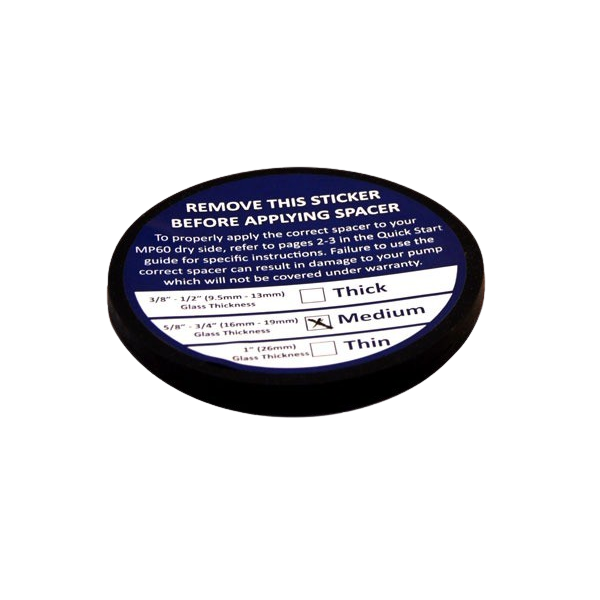 REMOVE THIS STICKER
BEFORE APPLYING SPACER
To properly apply the correct spacer to your
MP60 dry side, refer to pages 2-3 in the Quick Start
guide for specific instructions. Failure to use the
correct spacer can result in damage to your pump
which will not be covered under warranty.
3/8" - 1/2" (9.5mm - 13mm) Thick
Glass Thickness
5/8" - 3/4" (16mm - 19mm) X Medium
Glass Thickness
1" (26mm) Thin
Glass Thickness